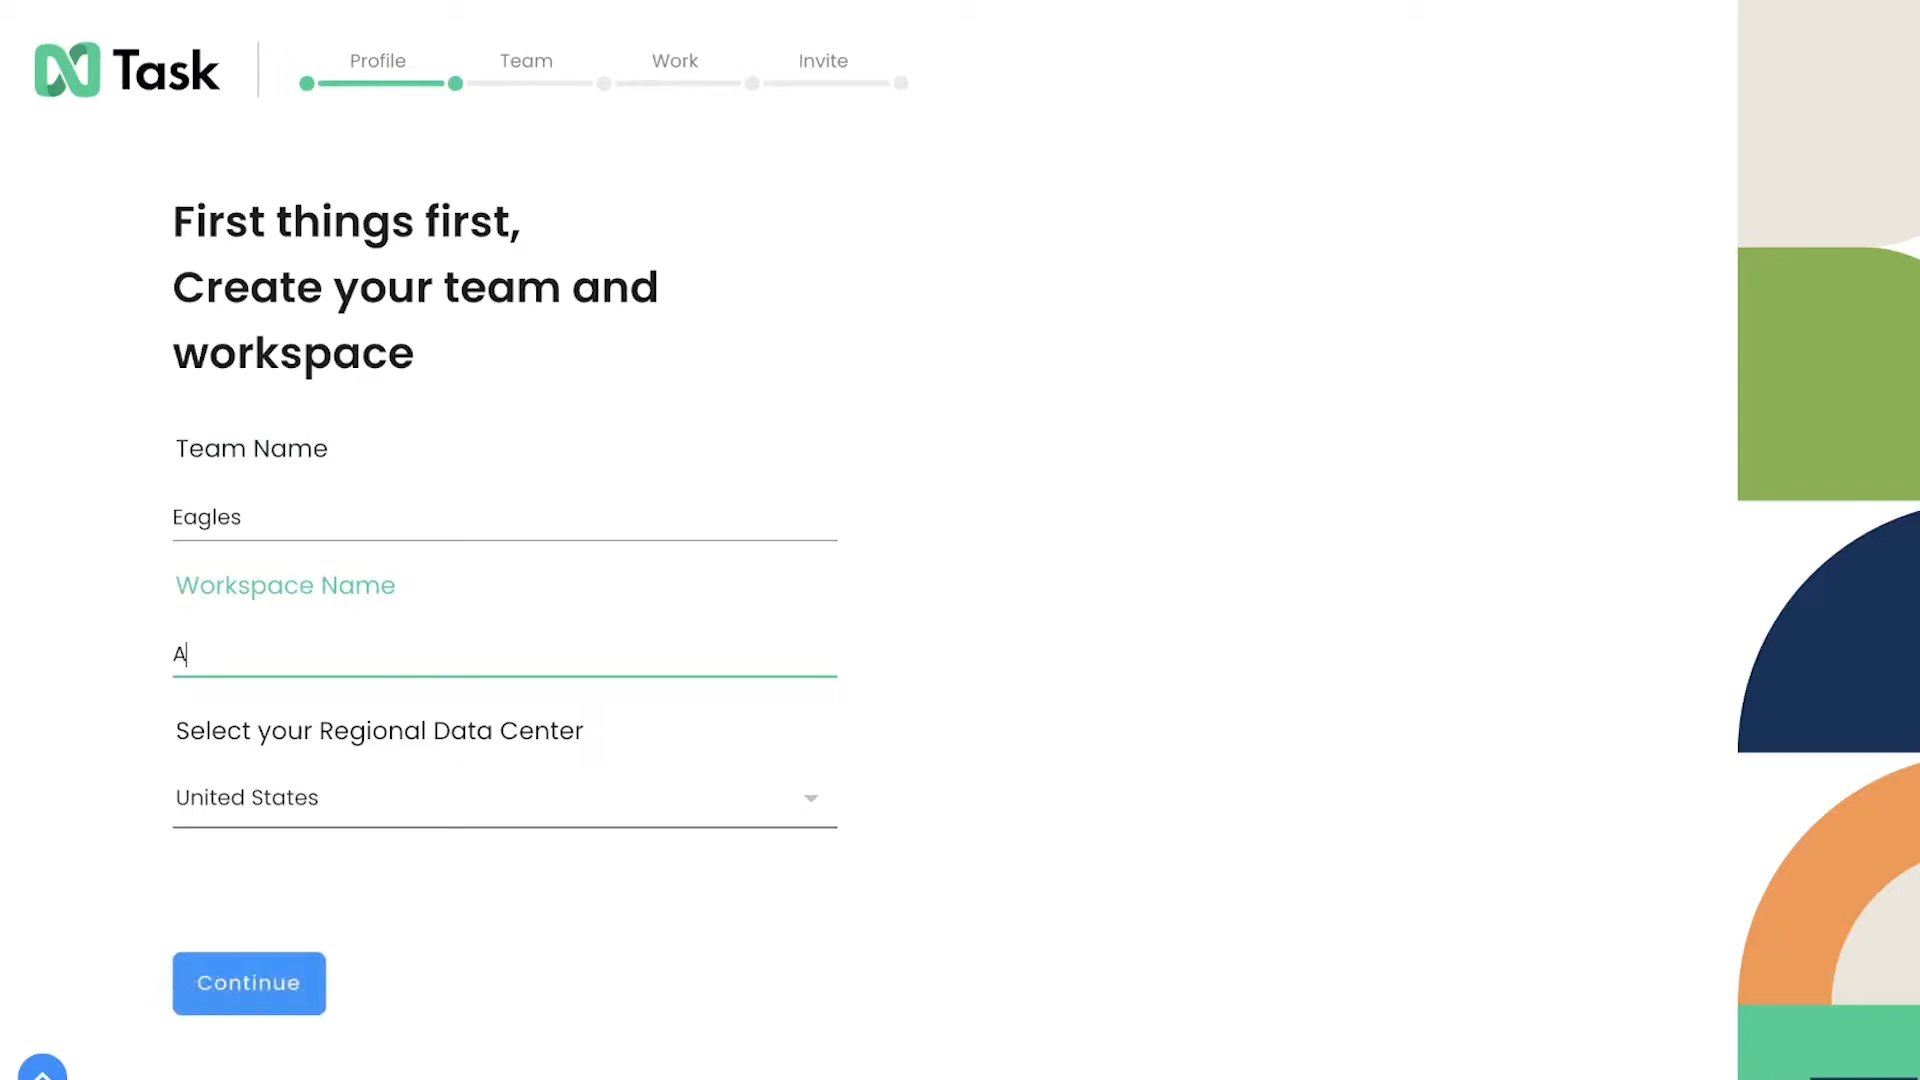 Task
Profile Team Work Invite
First things first,
Create your team and
workspace
Team Name
Eagles
Workspace Name
A
Select your Regional Data Center
United States
Continue